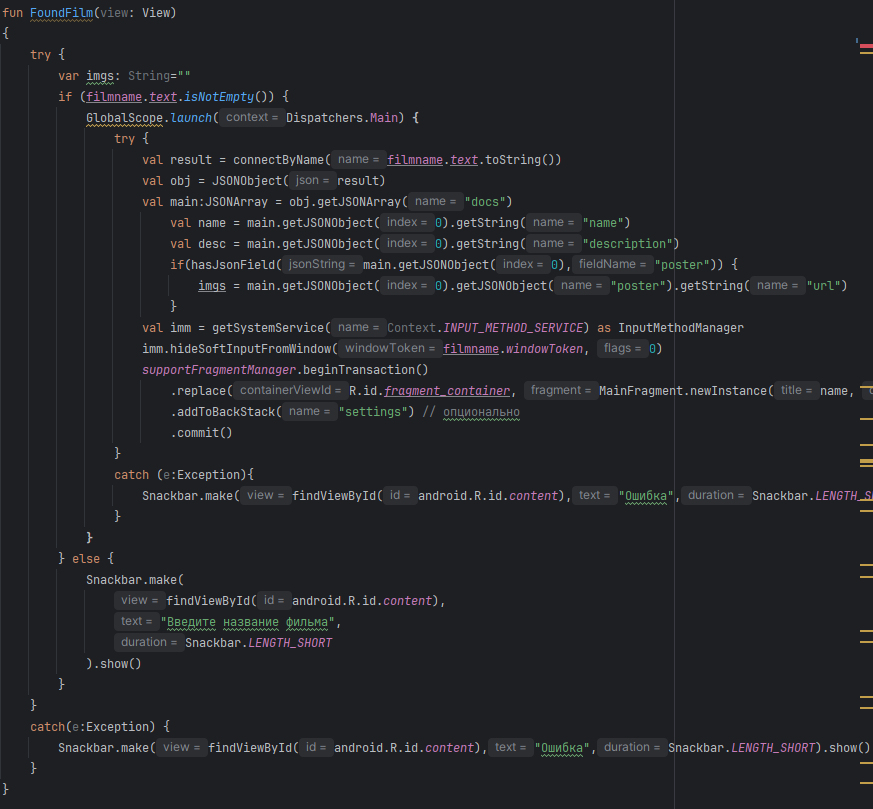 fun FoundFilm(view: View)
{
try {
var imgs: String=""
if (filmname.text.isNotEmpty()) {
GlobalScope.launch( context = Dispatchers.Main) {
try {
val result = connectByName( name = filmname.text.toString())
val obj = JSONObject( json = result)
val main:JSONArray = obj.getJSONArray( name = "docs")
val name = main.getJSONObject( index = 0).getString( name = "name")
val desc = main.getJSONObject( index = 0).getString( name = "description")
if(hasJsonField( jsonString = main.getJSONObject( index = 0), fieldName = "poster")) {
imgs = main.getJSONObject( index = 0).getJSONObject( name = "poster").getString( name = "url")
}
val imm = getSystemService( name = Context.INPUT_METHOD_SERVICE) as InputMethodManager
imm.hideSoftInputFromWindow( windowToken = filmname.windowToken, flags = 0)
supportFragmentManager.beginTransaction()
.replace( containerViewId = R.id.fragment_container, fragment = MainFragment.newInstance( title = name,
.addToBackStack( name = "settings") // опционально
.commit()
}
catch (e:Exception){
Snackbar.make( view = findViewById( id = android.R.id.content), text = "Ошибка", duration = Snackbar.LENGTH_S
}
}
} else {
Snackbar.make(
view = findViewById( id = android.R.id.content),
text = "Введите название фильма",
duration = Snackbar.LENGTH_SHORT
).show()
}
}
catch(e:Exception) {
Snackbar.make( view = findViewById( id = android.R.id.content), text = "Ошибка", duration = Snackbar.LENGTH_SHORT).show()
}
}